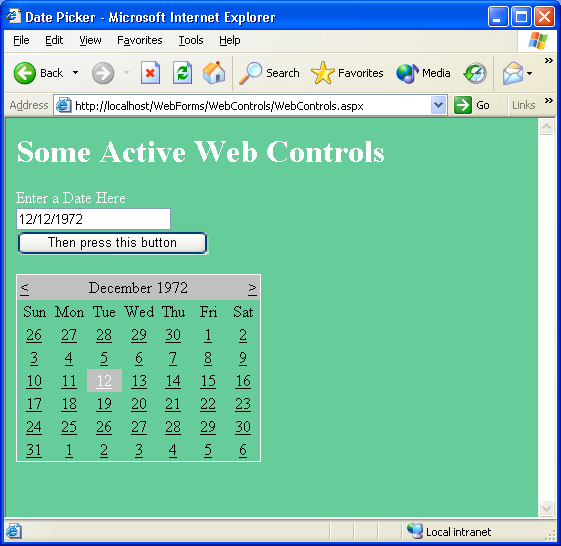 Date Picker - Microsoft Internet Explorer
File Edit View Favorites Tools Help
Back Search Favorites Media
Address http://localhost/WebForms/WebControls/WebControls.aspx Go Links
Some Active Web Controls
Enter a Date Here
12/12/1972
Then press this button
< December 1972 >
Sun Mon Tue Wed Thu Fri Sat
26 27 28 29 30 1 2
3 4 5 6 7 8 9
10 11 12 13 14 15 16
17 18 19 20 21 22 23
24 25 26 27 28 29 30
31 1 2 3 4 5 6
Local intranet